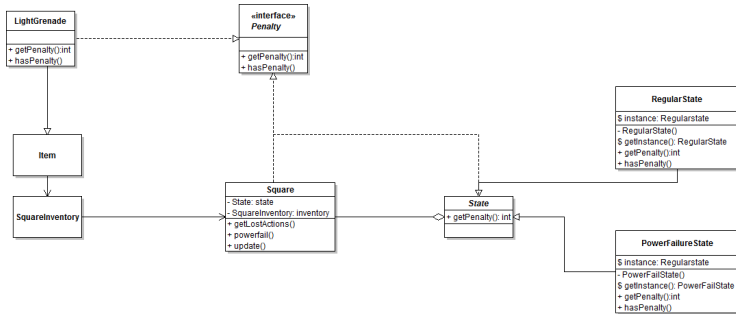 LightGrenade
+ getPenalty():int
+ hasPenalty()
«interface»
Penalty
+ getPenalty():int
+ hasPenalty()
Item
SquareInventory
Square
- State: state
- SquareInventory: inventory
+ getLostActions()
+ powerfail()
+ update()
State
+ getPenalty(): int
RegularState
$ instance: Regularstate
- RegularState()
$ getInstance(): RegularState
+ getPenalty():int
+ hasPenalty()
PowerFailureState
$ instance: Regularstate
- PowerFailState()
$ getInstance(): PowerFailState
+ getPenalty():int
+ hasPenalty()